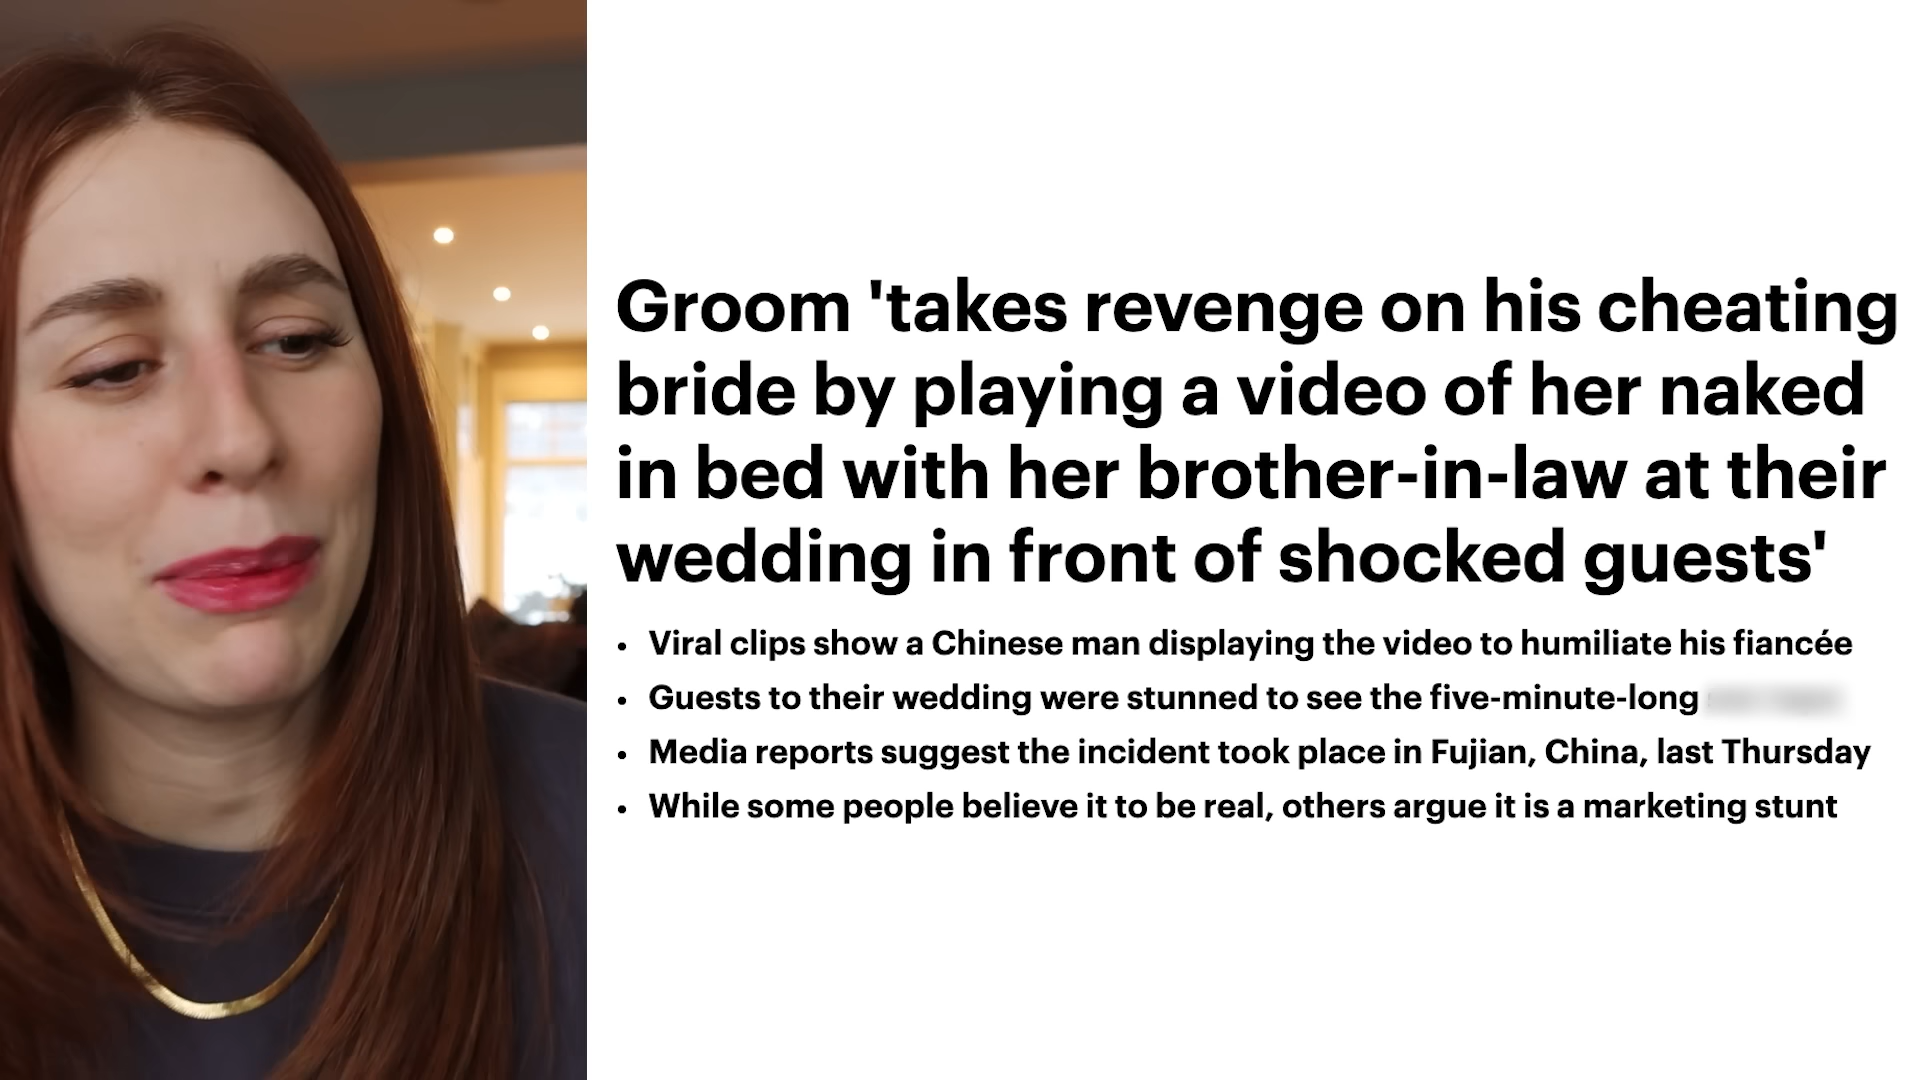 Groom 'takes revenge on his cheating
bride by playing a video of her naked
in bed with her brother-in-law at their
wedding in front of shocked guests'
• Viral clips show a Chinese man displaying the video to humiliate his fiancée
• Guests to their wedding were stunned to see the five-minute-long
• Media reports suggest the incident took place in Fujian, China, last Thursday
• While some people believe it to be real, others argue it is a marketing stunt